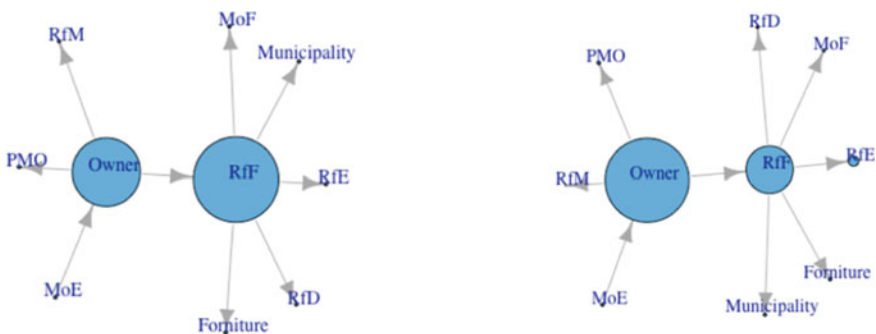 RfM
MoF
Municipality
PMO
Owner
RfF
RfE
MoE
RfD
Forniture
RfD
PMO
MoF
RfM
Owner
RfF
RfE
MoE
Forniture
Municipality